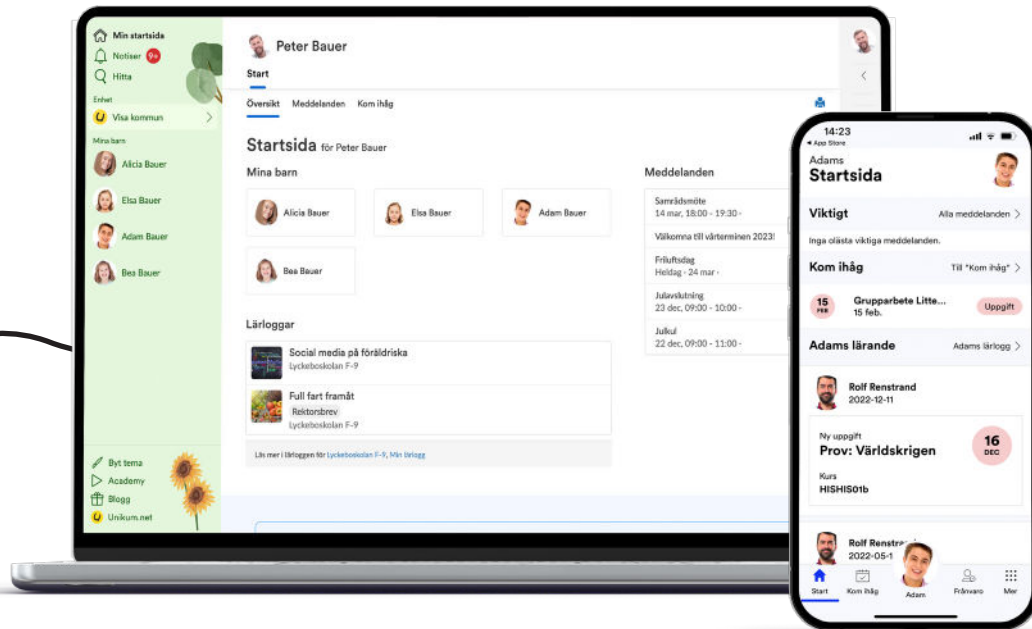 Min startsida
Notiser 9+
Hitta
Enhet
Visa kommun
Mina barn
Alicia Bauer
Elsa Bauer
Adam Bauer
Bea Bauer
Byt tema
Academy
Blogg
Unikum.net
Peter Bauer
Start
Översikt Meddelanden Kom ihåg
Startsida för Peter Bauer
Mina barn
Alicia Bauer
Elsa Bauer
Adam Bauer
Bea Bauer
Lärloggar
Social media på föräldriska
Lyckeboskolan F-9
Full fart framåt
Rektorsbrev
Lyckeboskolan F-9
Läs mer i lärloggen för Lyckeboskolan F-9, Min lärlogg
Meddelanden
Samrådsmöte
14 mar, 18:00 - 19:30 -
Välkomna till vårterminen 2023!
Friluftsdag
Heldag - 24 mar -
Julavslutning
23 dec, 09:00 - 10:00 -
Julkul
22 dec, 09:00 - 11:00 -
14:23
App Store
Adams
Startsida
Viktigt Alla meddelanden
Inga olästa viktiga meddelanden.
Kom ihåg Till "Kom ihåg"
15 FEB
Grupparbete Litte...
15 feb.
Uppgift
Adams lärande Adams lärlogg
Rolf Renstrand
2022-12-11
Ny uppgift
Prov: Världskrigen
16
DEC
Kurs
HISHIS01b
Rolf Renstr
2022-05-1
Start Kom ihåg Adam Frånvaro Mer